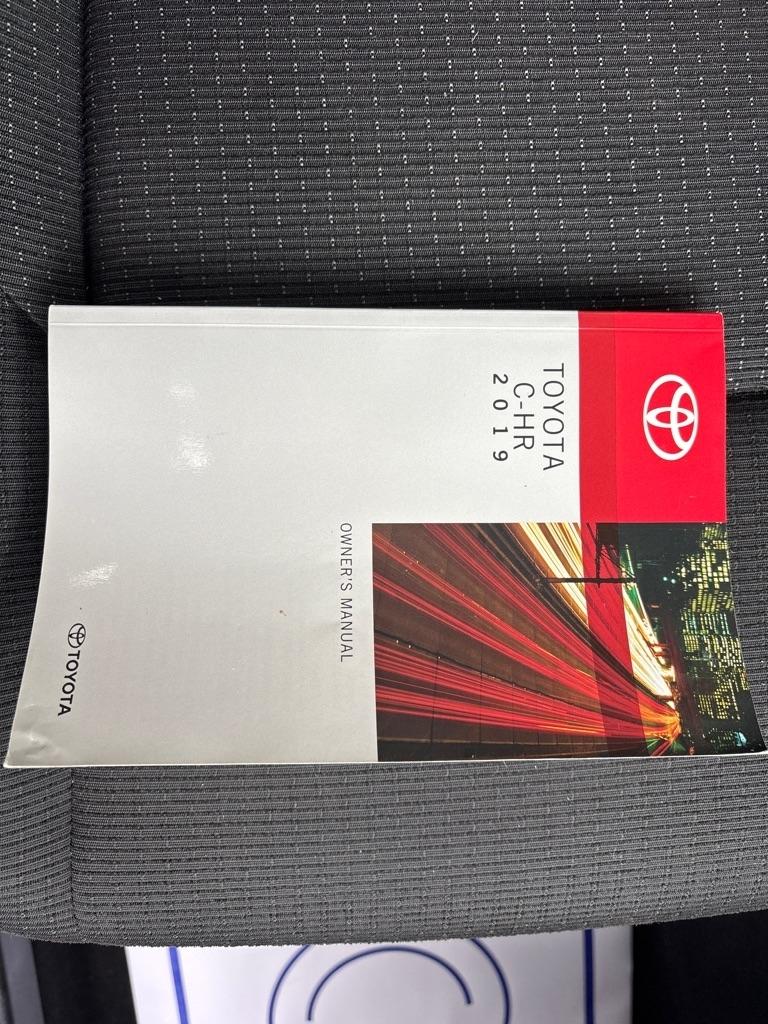 TOYOTA
C-HR
2019
OWNER'S MANUAL
TOYOTA